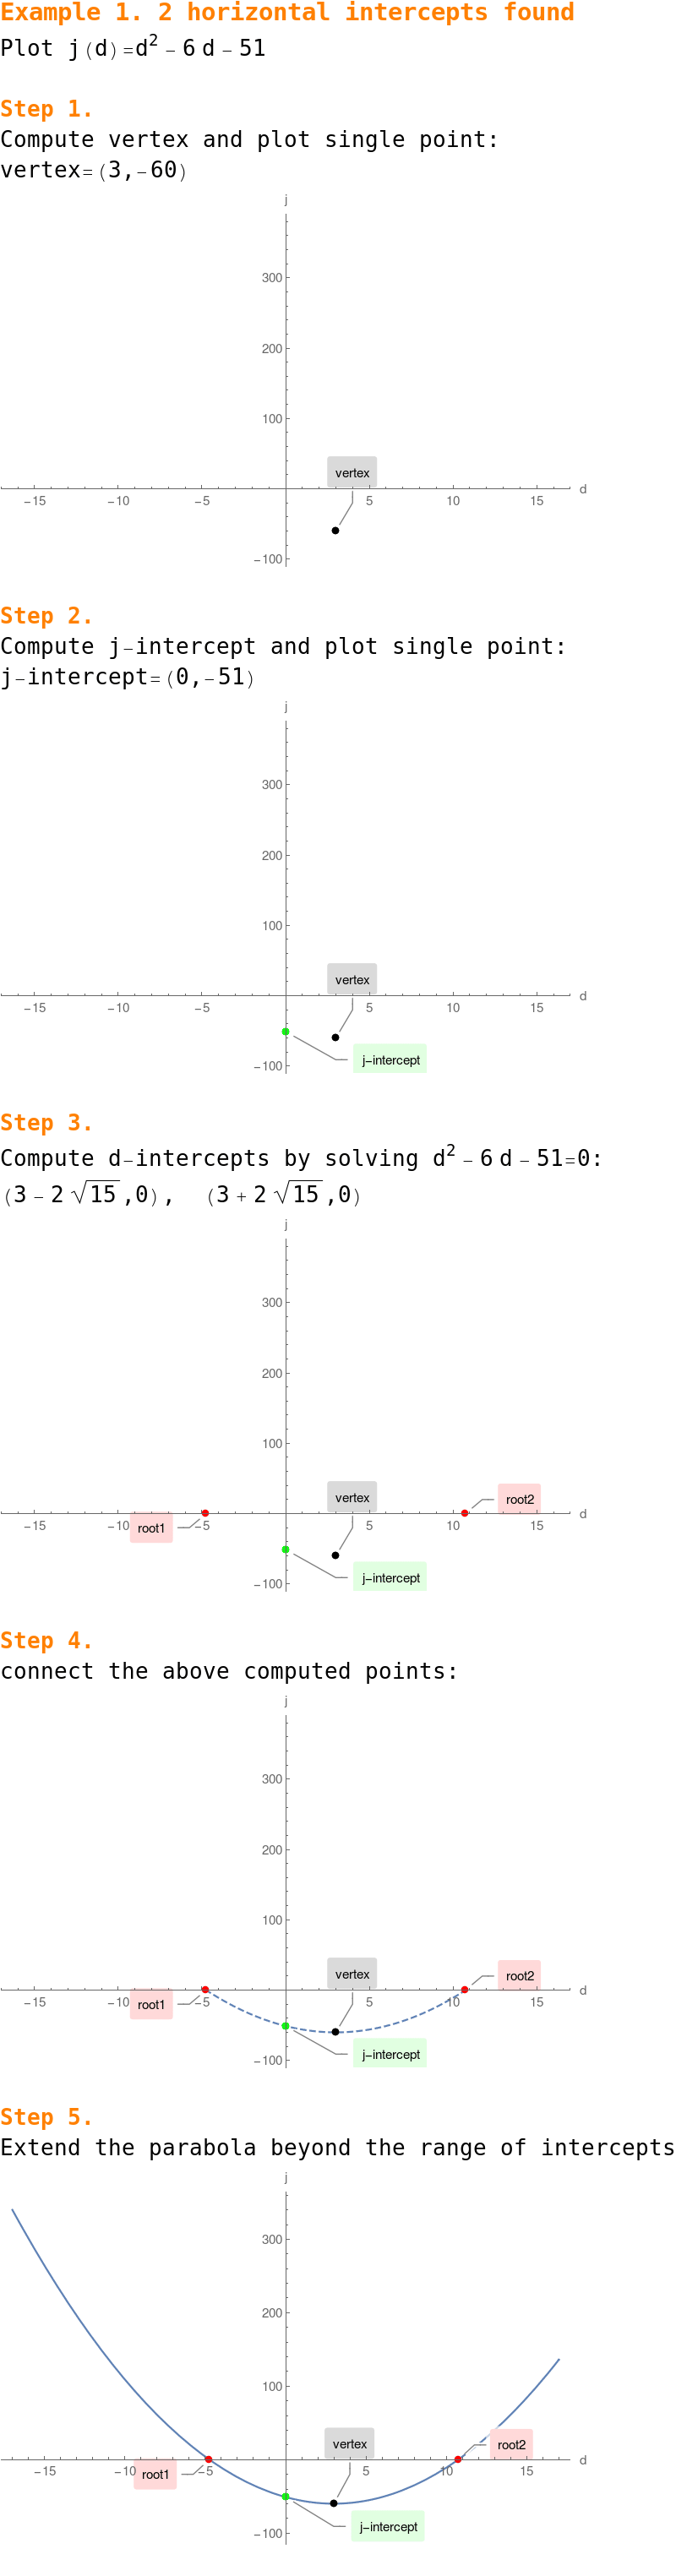 Example 1. 2 horizontal intercepts found
Plot j(d)=d² − 6 d − 51
Step 1.
Compute vertex and plot single point:
vertex=(3,−60)
j
300
200
100
vertex
−15 −10 −5 5 10 15 d
−100
Step 2.
Compute j−intercept and plot single point:
j−intercept=(0,−51)
j
300
200
100
vertex
−15 −10 −5 5 10 15 d
j−intercept
−100
Step 3.
Compute d−intercepts by solving d² − 6 d − 51=0:
(3 − 2 √15 ,0), (3 + 2 √15 ,0)
j
300
200
100
vertex root2
−15 −10 −5 5 10 15 d
root1
j−intercept
−100
Step 4.
connect the above computed points:
j
300
200
100
vertex root2
−15 −10 −5 5 10 15 d
root1
j−intercept
−100
Step 5.
Extend the parabola beyond the range of intercepts
j
300
200
100
vertex root2
−15 −10 −5 5 10 15 d
root1
j−intercept
−100